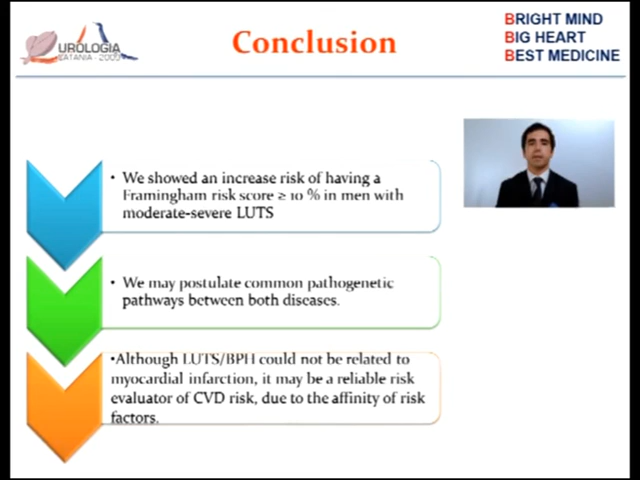 UROLOGIA
CATANIA - 2009
Conclusion
BRIGHT MIND
BIG HEART
BEST MEDICINE
• We showed an increase risk of having a
Framingham risk score ≥ 10 % in men with
moderate-severe LUTS
• We may postulate common pathogenetic
pathways between both diseases.
•Although LUTS/BPH could not be related to
myocardial infarction, it may be a reliable risk
evaluator of CVD risk, due to the affinity of risk
factors.